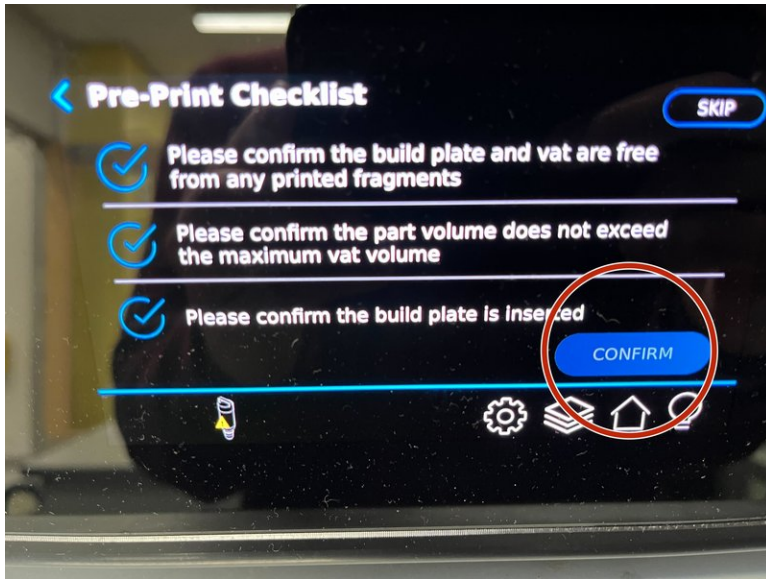 Pre-Print Checklist
SKIP
Please confirm the build plate and vat are free
from any printed fragments
Please confirm the part volume does not exceed
the maximum vat volume
Please confirm the build plate is inserted
CONFIRM